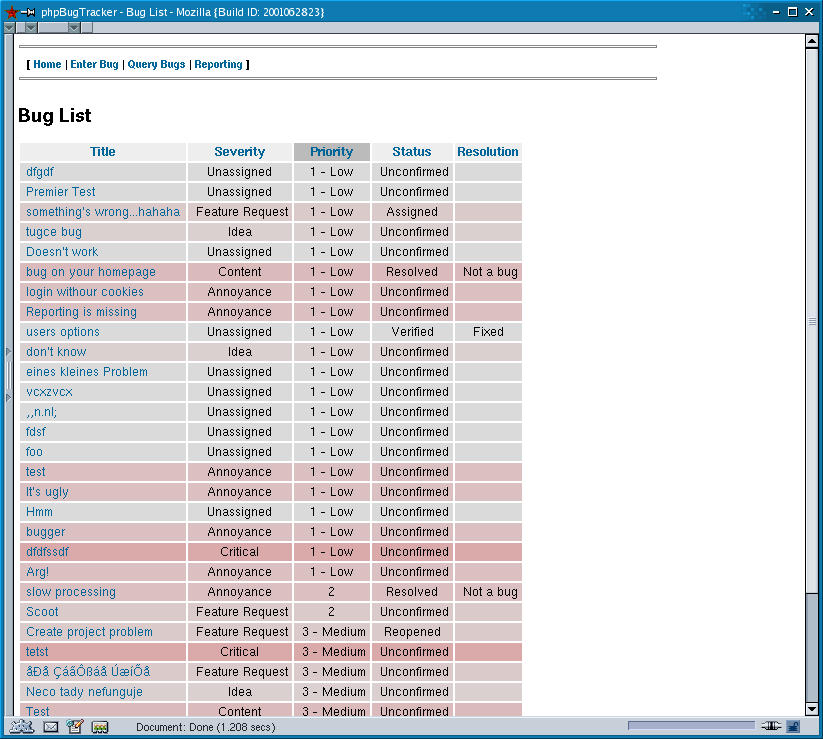 phpBugTracker - Bug List - Mozilla {Build ID: 2001062823}
[ Home | Enter Bug | Query Bugs | Reporting ]
Bug List
Title Severity Priority Status Resolution
dfgdf Unassigned 1 - Low Unconfirmed
Premier Test Unassigned 1 - Low Unconfirmed
something's wrong...hahaha Feature Request 1 - Low Assigned
tugce bug Idea 1 - Low Unconfirmed
Doesn't work Unassigned 1 - Low Unconfirmed
bug on your homepage Content 1 - Low Resolved Not a bug
login withour cookies Annoyance 1 - Low Unconfirmed
Reporting is missing Annoyance 1 - Low Unconfirmed
users options Unassigned 1 - Low Verified Fixed
don't know Idea 1 - Low Unconfirmed
eines kleines Problem Unassigned 1 - Low Unconfirmed
vcxzvcx Unassigned 1 - Low Unconfirmed
,,n.nl; Unassigned 1 - Low Unconfirmed
fdsf Unassigned 1 - Low Unconfirmed
foo Unassigned 1 - Low Unconfirmed
test Annoyance 1 - Low Unconfirmed
It's ugly Annoyance 1 - Low Unconfirmed
Hmm Unassigned 1 - Low Unconfirmed
bugger Annoyance 1 - Low Unconfirmed
dfdfssdf Critical 1 - Low Unconfirmed
Arg! Annoyance 1 - Low Unconfirmed
slow processing Annoyance 2 Resolved Not a bug
Scoot Feature Request 2 Unconfirmed
Create project problem Feature Request 3 - Medium Reopened
tetst Critical 3 - Medium Unconfirmed
åÐå ÇáãÔßáå ÚæíÕå Feature Request 3 - Medium Unconfirmed
Neco tady nefunguje Idea 3 - Medium Unconfirmed
Test Content 3 - Medium Unconfirmed
Document: Done (1.208 secs)